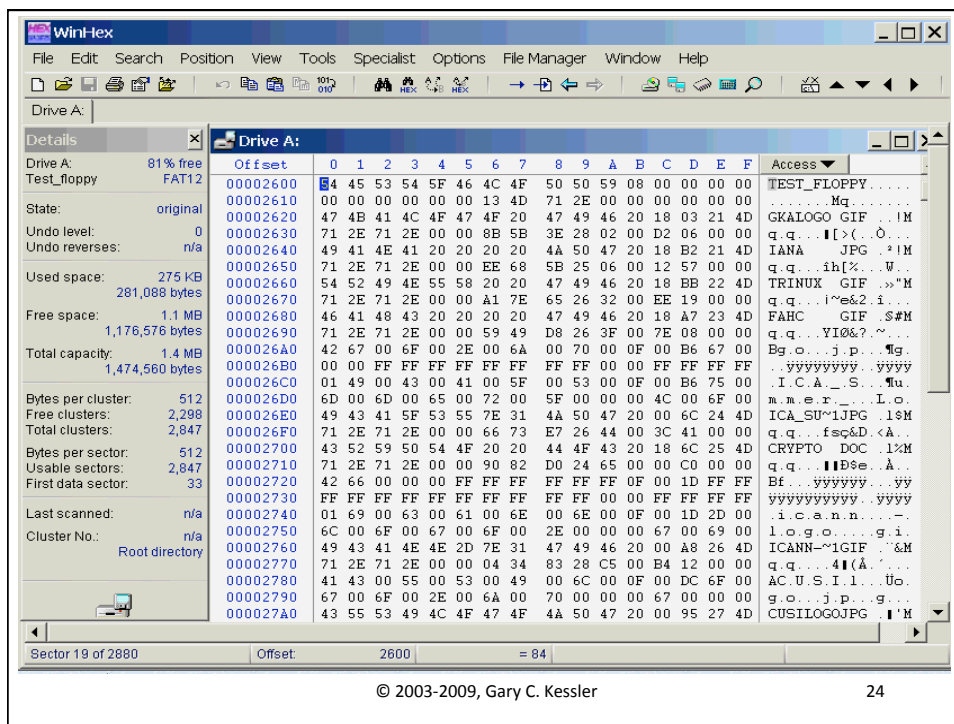 WinHex
File Edit Search Position View Tools Specialist Options File Manager Window Help
Drive A:
Details
Drive A:
Drive A: 81% free
Test_floppy FAT12
State: original
Undo level: 0
Undo reverses: n/a
Used space: 275 KB
281,088 bytes
Free space: 1.1 MB
1,176,576 bytes
Total capacity: 1.4 MB
1,474,560 bytes
Bytes per cluster: 512
Free clusters: 2,298
Total clusters: 2,847
Bytes per sector: 512
Usable sectors: 2,847
First data sector: 33
Last scanned: n/a
Cluster No.: n/a
Root directory
Offset 0 1 2 3 4 5 6 7 8 9 A B C D E F Access
00002600 54 45 53 54 5F 46 4C 4F 50 50 59 08 00 00 00 00 TEST_FLOPPY.....
00002610 00 00 00 00 00 00 13 4D 71 2E 00 00 00 00 00 00 .......Mq.......
00002620 47 4B 41 4C 4F 47 4F 20 47 49 46 20 18 03 21 4D GKALOGO GIF ..!M
00002630 71 2E 71 2E 00 00 8B 5B 3E 28 02 00 D2 06 00 00 q.q...▮[>(..Ò...
00002640 49 41 4E 41 20 20 20 20 4A 50 47 20 18 B2 21 4D IANA JPG .²!M
00002650 71 2E 71 2E 00 00 EE 68 5B 25 06 00 12 57 00 00 q.q...îh[%...W..
00002660 54 52 49 4E 55 58 20 20 47 49 46 20 18 BB 22 4D TRINUX GIF .»"M
00002670 71 2E 71 2E 00 00 A1 7E 65 26 32 00 EE 19 00 00 q.q...¡~e&2.î...
00002680 46 41 48 43 20 20 20 20 47 49 46 20 18 A7 23 4D FAHC GIF .§#M
00002690 71 2E 71 2E 00 00 59 49 D8 26 3F 00 7E 08 00 00 q.q...YIØ&?.~...
000026A0 42 67 00 6F 00 2E 00 6A 00 70 00 0F 00 B6 67 00 Bg.o...j.p...¶g.
000026B0 00 00 FF FF FF FF FF FF FF FF 00 00 FF FF FF FF ..ÿÿÿÿÿÿÿÿ..ÿÿÿÿ
000026C0 01 49 00 43 00 41 00 5F 00 53 00 0F 00 B6 75 00 .I.C.A._.S...¶u.
000026D0 6D 00 6D 00 65 00 72 00 5F 00 00 00 4C 00 6F 00 m.m.e.r._...L.o.
000026E0 49 43 41 5F 53 55 7E 31 4A 50 47 20 00 6C 24 4D ICA_SU~1JPG .l$M
000026F0 71 2E 71 2E 00 00 66 73 E7 26 44 00 3C 41 00 00 q.q...fsç&D.<A..
00002700 43 52 59 50 54 4F 20 20 44 4F 43 20 18 6C 25 4D CRYPTO DOC .l%M
00002710 71 2E 71 2E 00 00 90 82 D0 24 65 00 00 C0 00 00 q.q...▮▮Ð$e..À..
00002720 42 66 00 00 00 FF FF FF FF FF FF 0F 00 1D FF FF Bf...ÿÿÿÿÿÿ...ÿÿ
00002730 FF FF FF FF FF FF FF FF FF FF 00 00 FF FF FF FF ÿÿÿÿÿÿÿÿÿÿ..ÿÿÿÿ
00002740 01 69 00 63 00 61 00 6E 00 6E 00 0F 00 1D 2D 00 .i.c.a.n.n....-.
00002750 6C 00 6F 00 67 00 6F 00 2E 00 00 00 67 00 69 00 l.o.g.o.....g.i.
00002760 49 43 41 4E 4E 2D 7E 31 47 49 46 20 00 A8 26 4D ICANN-~1GIF .¨&M
00002770 71 2E 71 2E 00 00 04 34 83 28 C5 00 B4 12 00 00 q.q....4▮(Å.´...
00002780 41 43 00 55 00 53 00 49 00 6C 00 0F 00 DC 6F 00 AC.U.S.I.l...Üo.
00002790 67 00 6F 00 2E 00 6A 00 70 00 00 00 67 00 00 00 g.o...j.p...g...
000027A0 43 55 53 49 4C 4F 47 4F 4A 50 47 20 00 95 27 4D CUSILOGOJPG .▮'M
Sector 19 of 2880 Offset: 2600 = 84
© 2003-2009, Gary C. Kessler 24